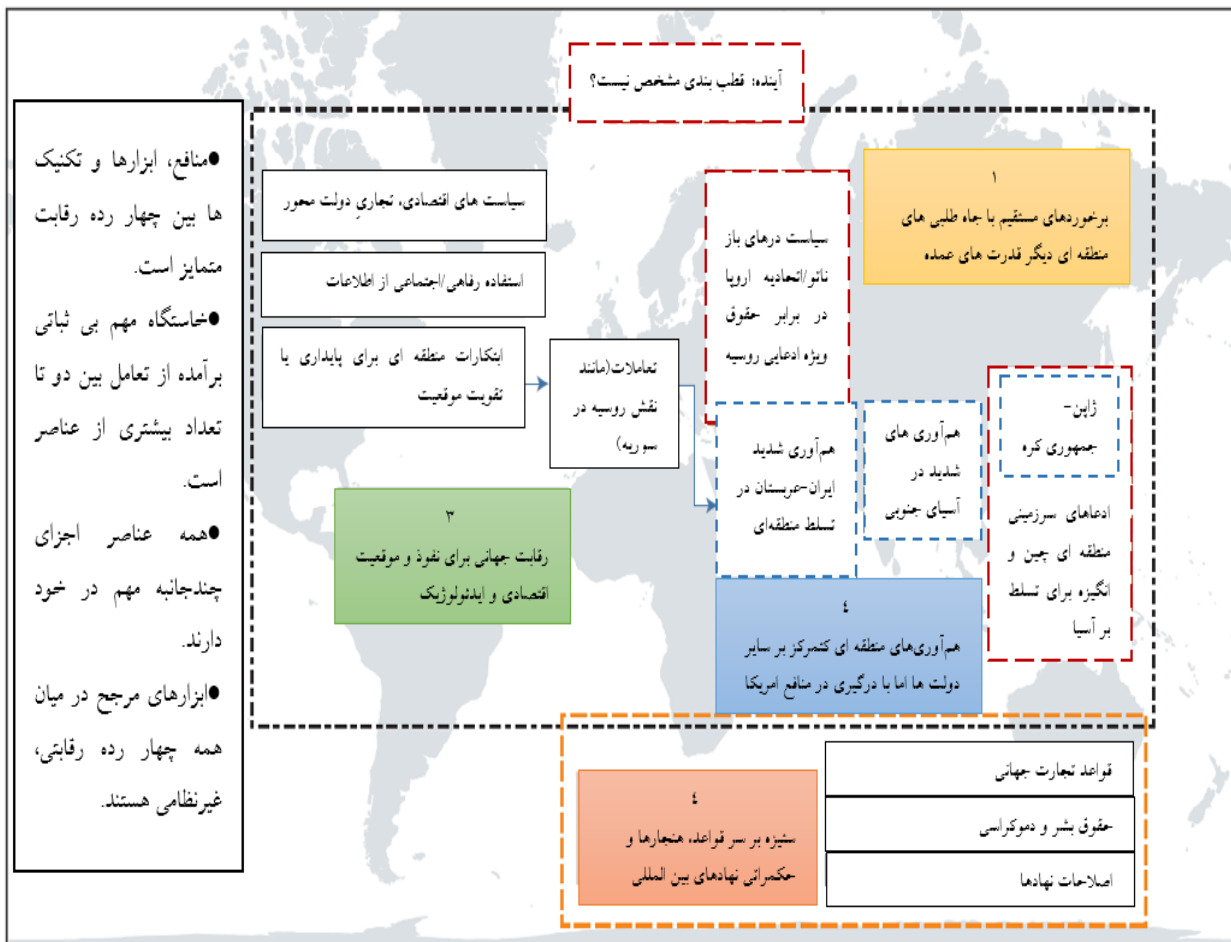 آینده: قطب بندی مشخص نیست؟
●منافع، ابزارها و تکنیک
ها بین چهار رده رقابت
متمایز است.
●خاستگاه مهم بی ثباتی
برآمده از تعامل بین دو تا
تعداد بیشتری از عناصر
است.
●همه عناصر اجزای
چندجانبه مهم در خود
دارند.
●ابزارهای مرجح در میان
همه چهار رده رقابتی،
غیرنظامی هستند.
۱
برخوردهای مستقیم با جاه طلبی های
منطقه ای دیگر قدرت های عمده
سیاست درهای باز
ناتو/اتحادیه اروپا
در برابر حقوق
ویژه ادعایی روسیه
سیاست های اقتصادی، تجاریِ دولت محور
استفاده رفاهی/اجتماعی از اطلاعات
ابتکارات منطقه ای برای پایداری یا
تقویت موقعیت
تعاملات(مانند
نقش روسیه در
سوریه)
هم‌آوری شدید
ایران-عربستان در
تسلط منطقه‌ای
هم‌آوری های
شدید در
آسیای جنوبی
ژاپن-
جمهوری کره
ادعاهای سرزمینی
منطقه ای چین و
انگیزه برای تسلط
بر آسیا
۳
رقابت جهانی برای نفوذ و موقعیت
اقتصادی و ایدئولوژیک
٤
هم‌آوری‌های منطقه ای کتمرکز بر سایر
دولت ها اما با درگیری در منافع امریکا
قواعد تجارت جهانی
حقوق بشر و دموکراسی
اصلاحات نهادها
٤
ستیزه بر سر قواعد، هنجارها و
حکمرانی نهادهای بین المللی